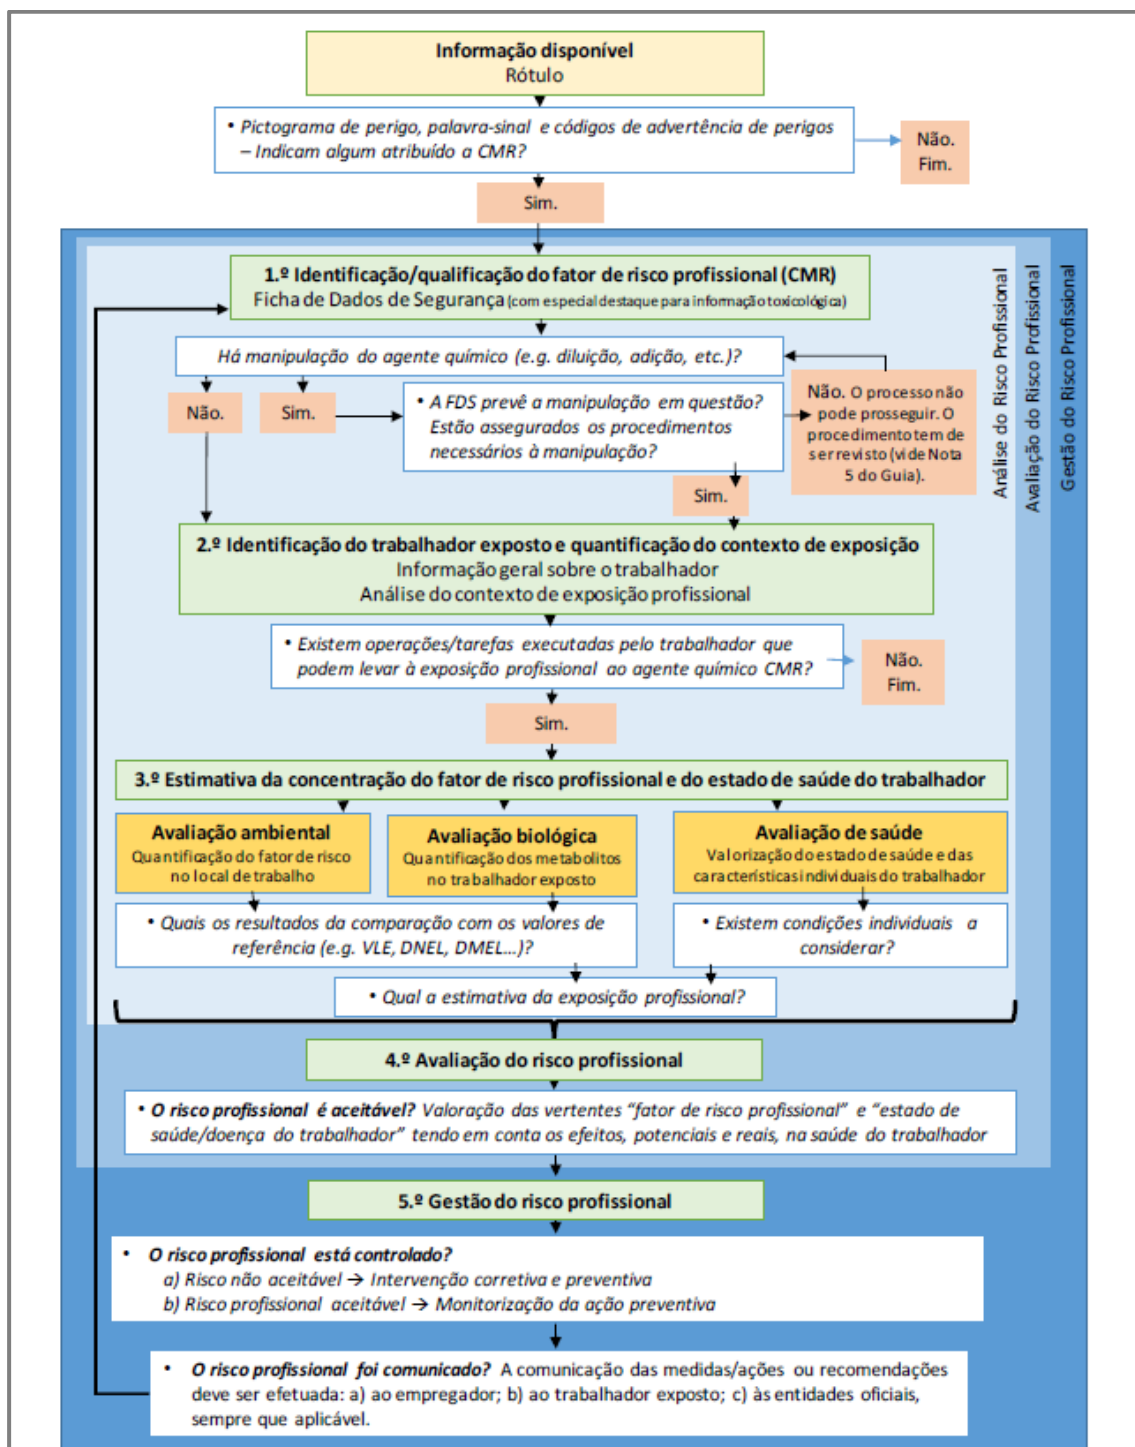 Informação disponível
Rótulo
• Pictograma de perigo, palavra-sinal e códigos de advertência de perigos
– Indicam algum atribuído a CMR?
Não.
Fim.
Sim.
1.º Identificação/qualificação do fator de risco profissional (CMR)
Ficha de Dados de Segurança (com especial destaque para informação toxicológica)
Há manipulação do agente químico (e.g. diluição, adição, etc.)?
Não.
Sim.
• A FDS prevê a manipulação em questão?
Estão assegurados os procedimentos
necessários à manipulação?
Não. O processo não
pode prosseguir. O
procedimento tem de
ser revisto (vide Nota
5 do Guia).
Sim.
Análise do Risco Profissional
Avaliação do Risco Profissional
Gestão do Risco Profissional
2.º Identificação do trabalhador exposto e quantificação do contexto de exposição
Informação geral sobre o trabalhador
Análise do contexto de exposição profissional
• Existem operações/tarefas executadas pelo trabalhador que
podem levar à exposição profissional ao agente químico CMR?
Não.
Fim.
Sim.
3.º Estimativa da concentração do fator de risco profissional e do estado de saúde do trabalhador
Avaliação ambiental
Quantificação do fator de risco
no local de trabalho
Avaliação biológica
Quantificação dos metabolitos
no trabalhador exposto
Avaliação de saúde
Valorização do estado de saúde e das
características individuais do trabalhador
• Quais os resultados da comparação com os valores de
referência (e.g. VLE, DNEL, DMEL...)?
• Existem condições individuais a
considerar?
• Qual a estimativa da exposição profissional?
4.º Avaliação do risco profissional
• O risco profissional é aceitável? Valoração das vertentes “fator de risco profissional” e “estado de
saúde/doença do trabalhador” tendo em conta os efeitos, potenciais e reais, na saúde do trabalhador
5.º Gestão do risco profissional
• O risco profissional está controlado?
a) Risco não aceitável → Intervenção corretiva e preventiva
b) Risco profissional aceitável → Monitorização da ação preventiva
• O risco profissional foi comunicado? A comunicação das medidas/ações ou recomendações
deve ser efetuada: a) ao empregador; b) ao trabalhador exposto; c) às entidades oficiais,
sempre que aplicável.